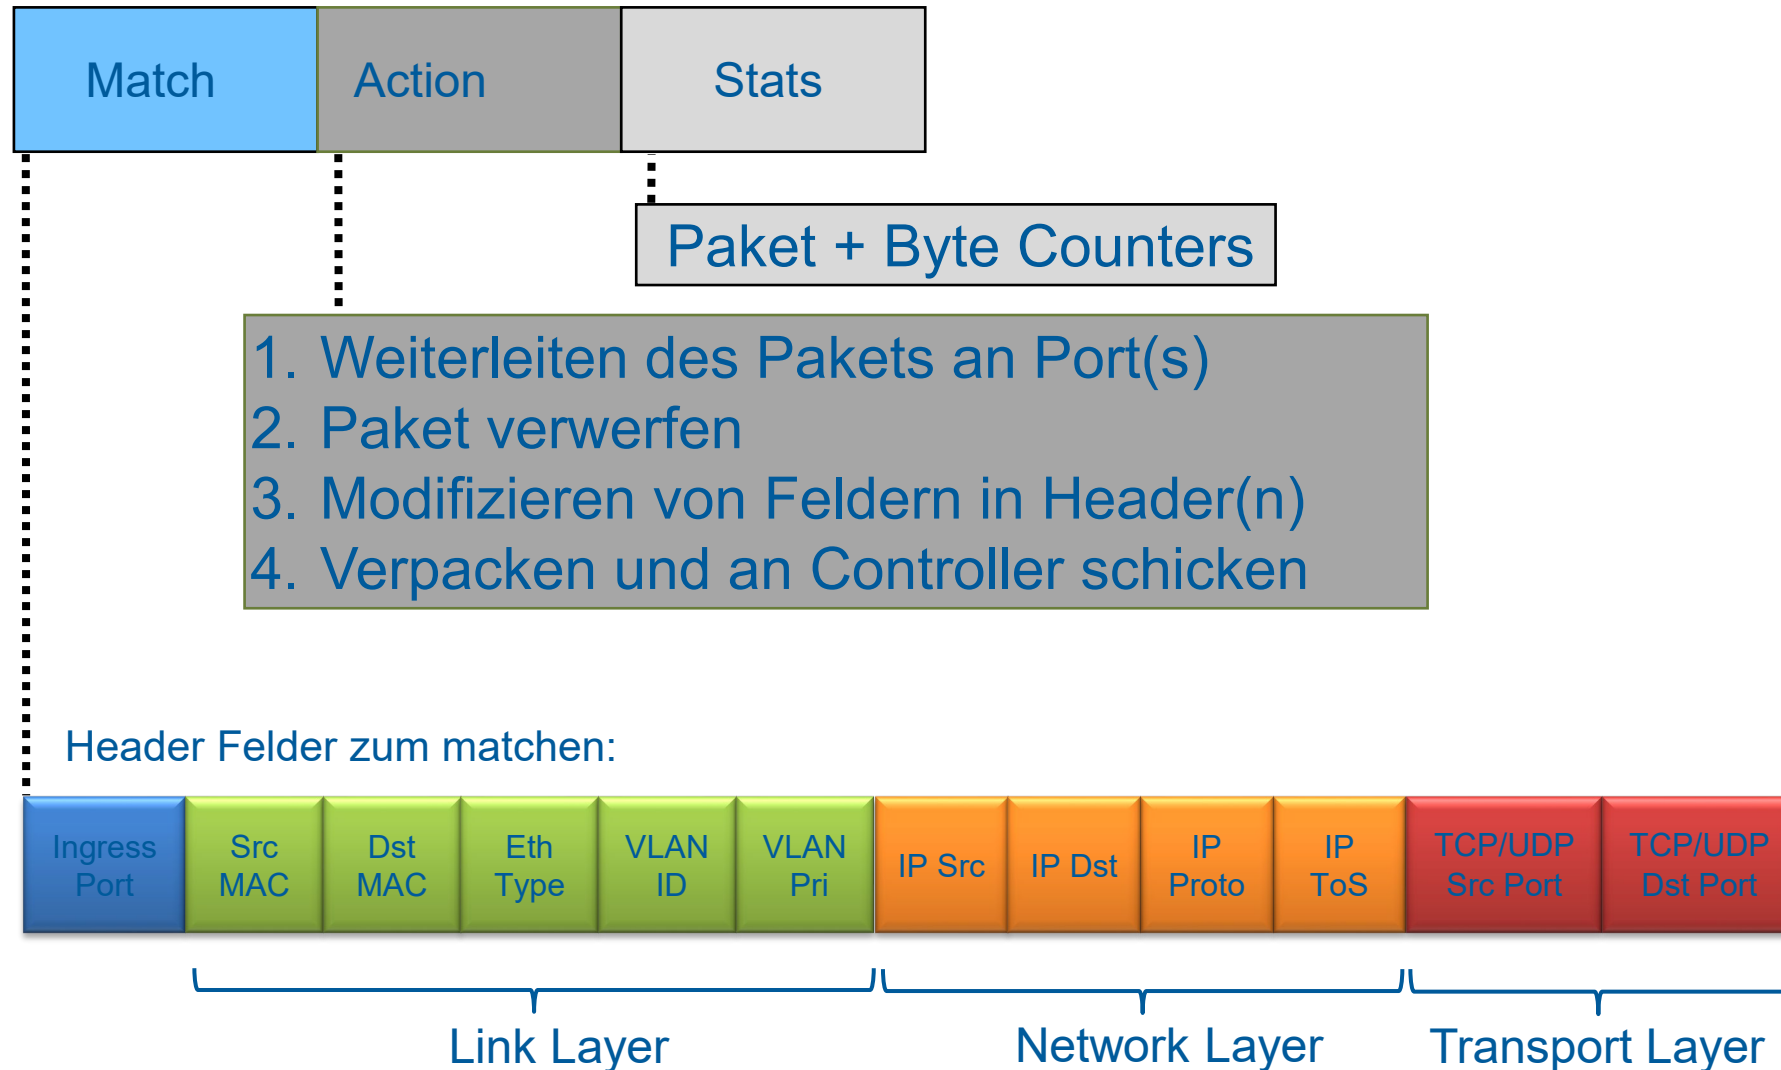 Match
Action
Stats
Paket + Byte Counters
1. Weiterleiten des Pakets an Port(s)
2. Paket verwerfen
3. Modifizieren von Feldern in Header(n)
4. Verpacken und an Controller schicken
Header Felder zum matchen:
Ingress
Port
Src
MAC
Dst
MAC
Eth
Type
VLAN
ID
VLAN
Pri
IP Src
IP Dst
IP
Proto
IP
ToS
TCP/UDP
Src Port
TCP/UDP
Dst Port
Link Layer
Network Layer
Transport Layer